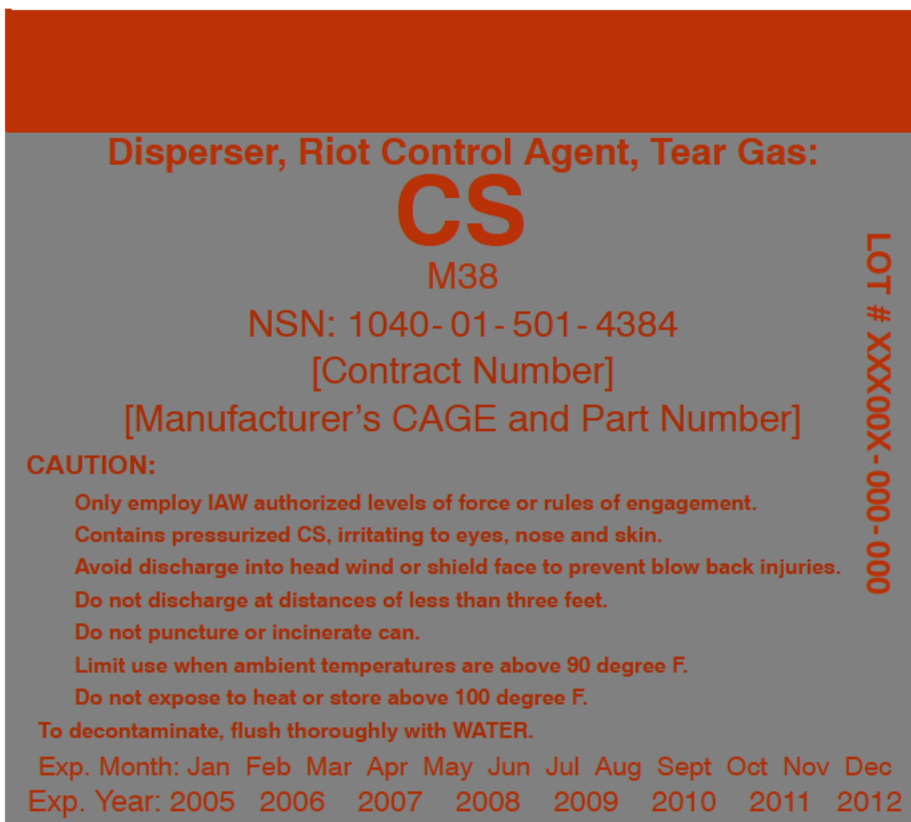 Disperser, Riot Control Agent, Tear Gas:
CS
M38
NSN: 1040-01-501-4384
[Contract Number]
[Manufacturer's CAGE and Part Number]
LOT # XXX00X-000-000
CAUTION:
Only employ IAW authorized levels of force or rules of engagement.
Contains pressurized CS, irritating to eyes, nose and skin.
Avoid discharge into head wind or shield face to prevent blow back injuries.
Do not discharge at distances of less than three feet.
Do not puncture or incinerate can.
Limit use when ambient temperatures are above 90 degree F.
Do not expose to heat or store above 100 degree F.
To decontaminate, flush thoroughly with WATER.
Exp. Month: Jan Feb Mar Apr May Jun Jul Aug Sept Oct Nov Dec
Exp. Year: 2005 2006 2007 2008 2009 2010 2011 2012